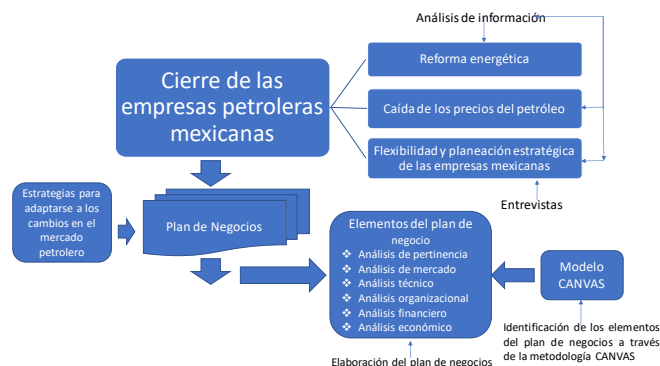 Análisis de información
Reforma energética
Cierre de las
empresas petroleras
mexicanas
Caída de los precios del petróleo
Flexibilidad y planeación estratégica
de las empresas mexicanas
Entrevistas
Estrategias para
adaptarse a los
cambios en el
mercado
petrolero
Plan de Negocios
Elementos del plan de
negocio
❖ Análisis de pertinencia
❖ Análisis de mercado
❖ Análisis técnico
❖ Análisis organizacional
❖ Análisis financiero
❖ Análisis económico
Modelo
CANVAS
Identificación de los elementos
del plan de negocios a través
de la metodología CANVAS
Elaboración del plan de negocios